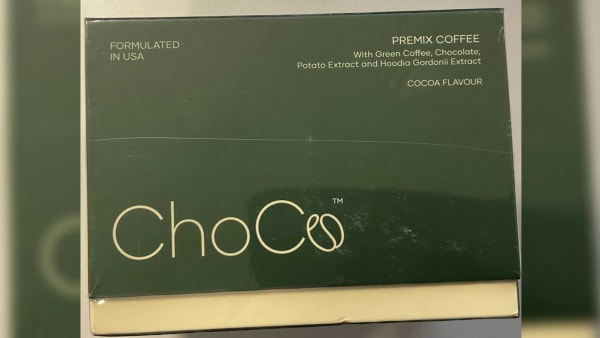 FORMULATED
IN USA
PREMIX COFFEE
With Green Coffee, Chocolate,
Potato Extract and Hoodia Gordonii Extract
COCOA FLAVOUR
ChoCo™